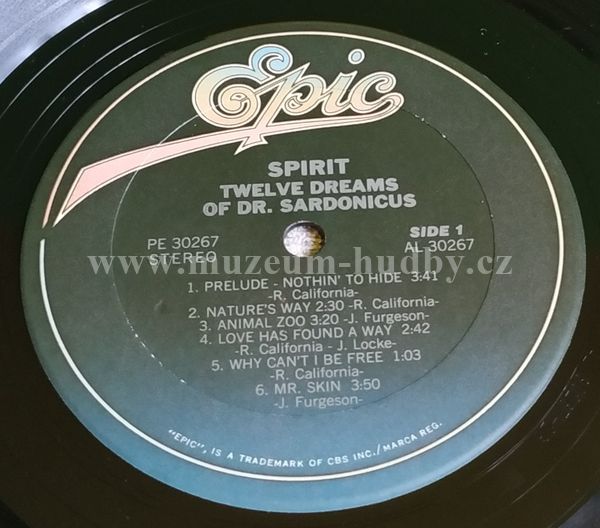 Epic
SPIRIT
TWELVE DREAMS
OF DR. SARDONICUS
PE 30267
STEREO
SIDE 1
AL-30267
www.muzeum-hudby.cz
1. PRELUDE - NOTHIN' TO HIDE 3:41
-R. California-
2. NATURE'S WAY 2:30 -R. California-
3. ANIMAL ZOO 3:20 -J. Furgeson-
4. LOVE HAS FOUND A WAY 2:42
-R. California - J. Locke-
5. WHY CAN'T I BE FREE 1:03
-R. California-
6. MR. SKIN 3:50
-J. Furgeson-
"EPIC", IS A TRADEMARK OF CBS INC./MARCA REG.